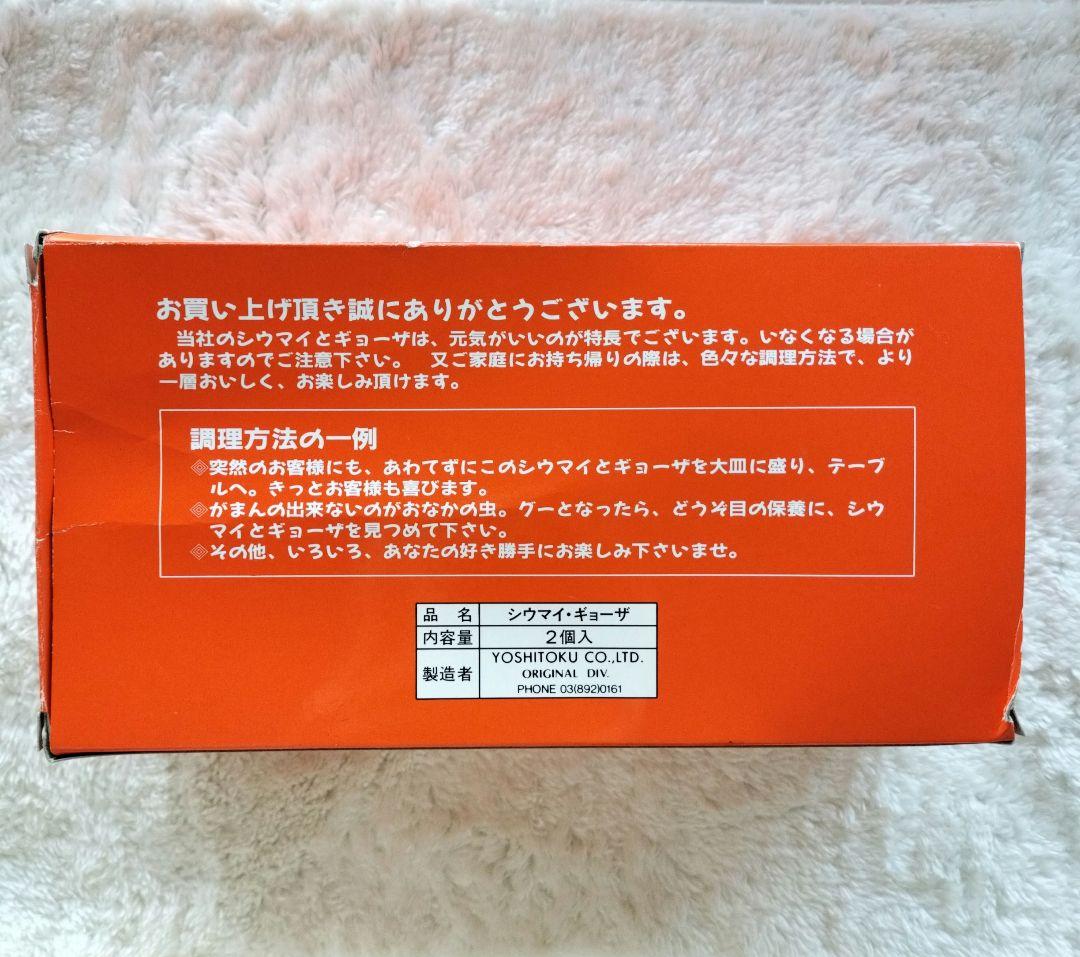 お買い上げ頂き誠にありがとうございます。
当社のシウマイとギョーザは、元気がいいのが特長でございます。いなくなる場合が
ありますのでご注意下さい。 又ご家庭にお持ち帰りの際は、色々な調理方法で、より
一層おいしく、お楽しみ頂けます。
調理方法の一例
◈突然のお客様にも、あわてずにこのシウマイとギョーザを大皿に盛り、テーブ
ルへ。きっとお客様も喜びます。
◈がまんの出来ないのがおなかの虫。グーとなったら、どうぞ目の保養に、シウ
マイとギョーザを見つめて下さい。
◈その他、いろいろ、あなたの好き勝手にお楽しみ下さいませ。
品 名 シウマイ・ギョーザ
内容量 2個入
製造者 YOSHITOKU CO.,LTD.
ORIGINAL DIV.
PHONE 03(892)0161